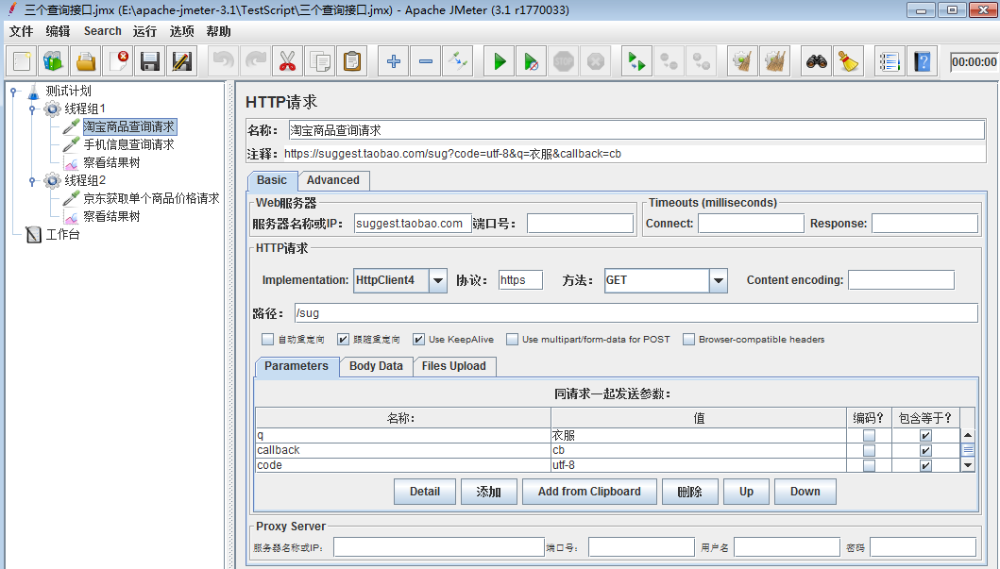 三个查询接口.jmx (E:\apache-jmeter-3.1\TestScript\三个查询接口.jmx) - Apache JMeter (3.1 r1770033)
文件 编辑 Search 运行 选项 帮助
STOP
00:00:00
测试计划
线程组1
淘宝商品查询请求
手机信息查询请求
察看结果树
线程组2
京东获取单个商品价格请求
察看结果树
工作台
HTTP请求
名称: 淘宝商品查询请求
注释: https://suggest.taobao.com/sug?code=utf-8&q=衣服&callback=cb
Basic Advanced
Web服务器
服务器名称或IP: suggest.taobao.com 端口号:
Timeouts (milliseconds)
Connect: Response:
HTTP请求
Implementation: HttpClient4 协议: https 方法: GET Content encoding:
路径: /sug
自动重定向 跟随重定向 Use KeepAlive Use multipart/form-data for POST Browser-compatible headers
Parameters Body Data Files Upload
同请求一起发送参数:
名称: 值 编码? 包含等于?
q 衣服
callback cb
code utf-8
Detail 添加 Add from Clipboard 删除 Up Down
Proxy Server
服务器名称或IP: 端口号: 用户名 密码